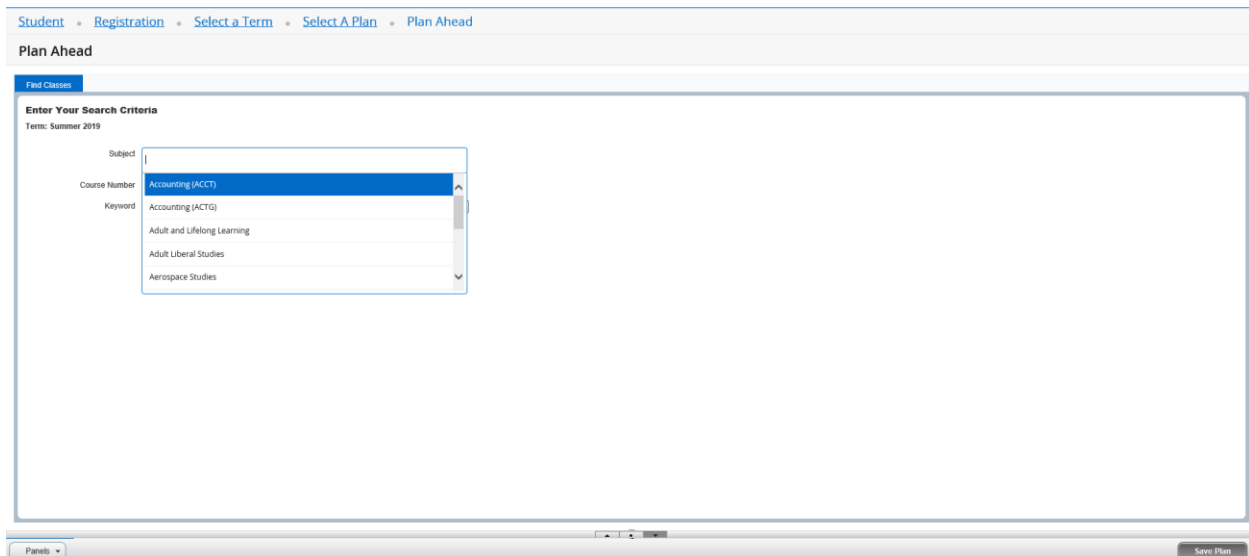 Student Registration Select a Term Select A Plan Plan Ahead
Plan Ahead
Find Classes
Enter Your Search Criteria
Term: Summer 2019
Subject
Course Number
Keyword
Accounting (ACCT)
Accounting (ACTG)
Adult and Lifelong Learning
Adult Liberal Studies
Aerospace Studies
Panels
Save Plan